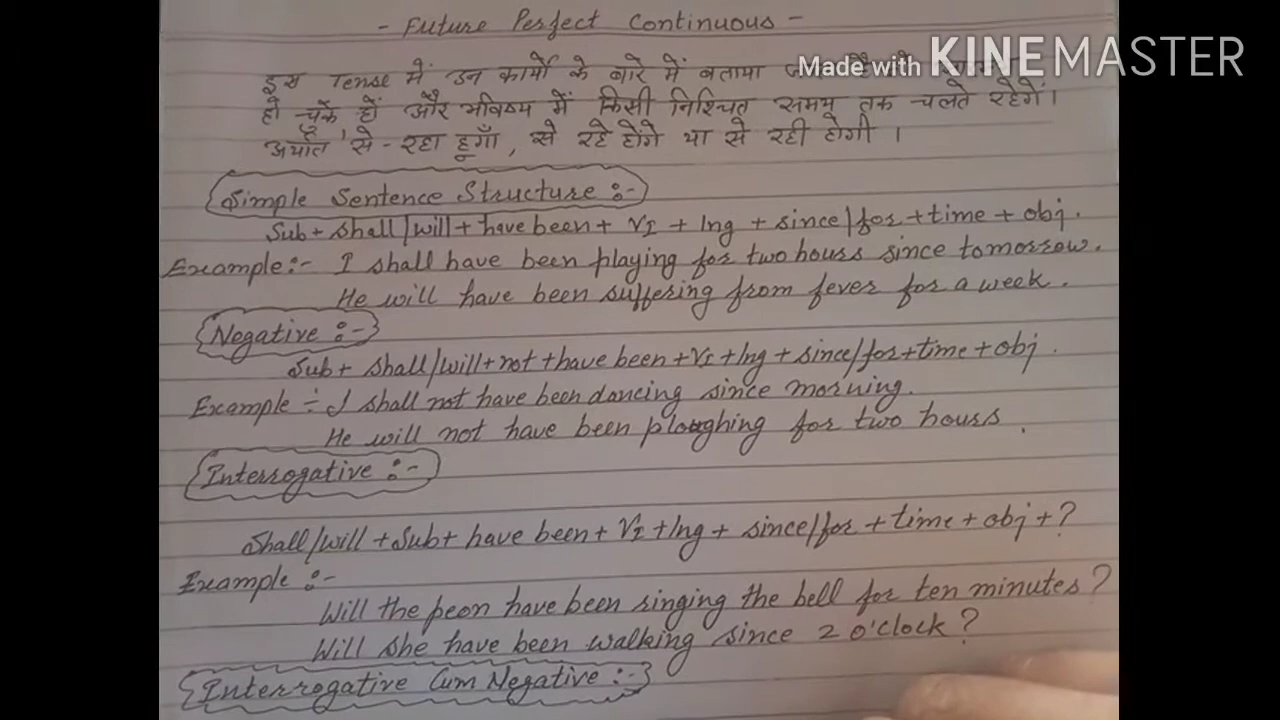 - Future Perfect Continuous -
Made with KINEMASTER
इस Tense में उन कार्यो के बारे में बताया
हो चूके हों और भविष्य में किसी निश्चित समय तक चलते रहेगें।
अर्थात से - रहा हूगाँ, से रहे होंगे या से रही होगी ।
Simple Sentence Structure :-
Sub + shall/will + have been + VI + Ing + since/for + time + obj.
Example:- I shall have been playing for two hours since tomorrow.
He will have been suffering from fever for a week.
Negative :-
Sub + shall/will + not + have been + VI + Ing + since/for + time + obj.
Example :- I shall not have been dancing since morning.
He will not have been ploughing for two hours.
Interrogative :-
Shall/will + Sub + have been + VI + Ing + since/for + time + obj + ?
Example :-
Will the peon have been ringing the bell for ten minutes?
Will she have been walking since 2 o'clock?
Interrogative Cum Negative :-